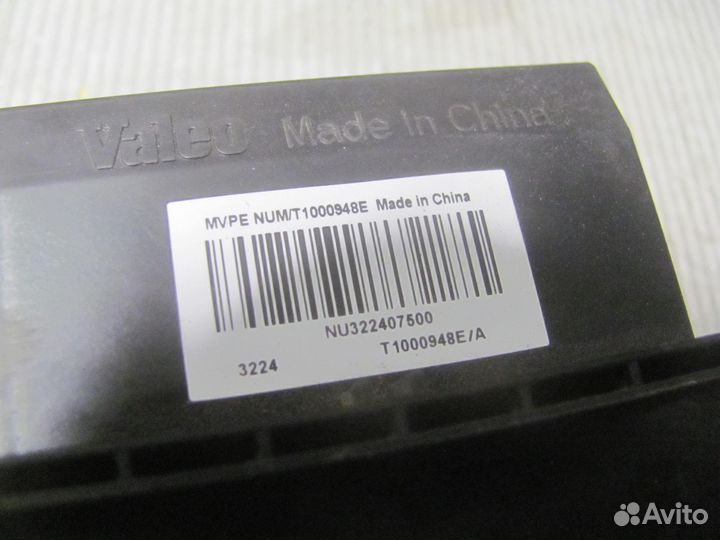 Valeo Made In China
MVPE NUM/T1000948E Made in China
NU322407500
3224 T1000948E/A
Avito